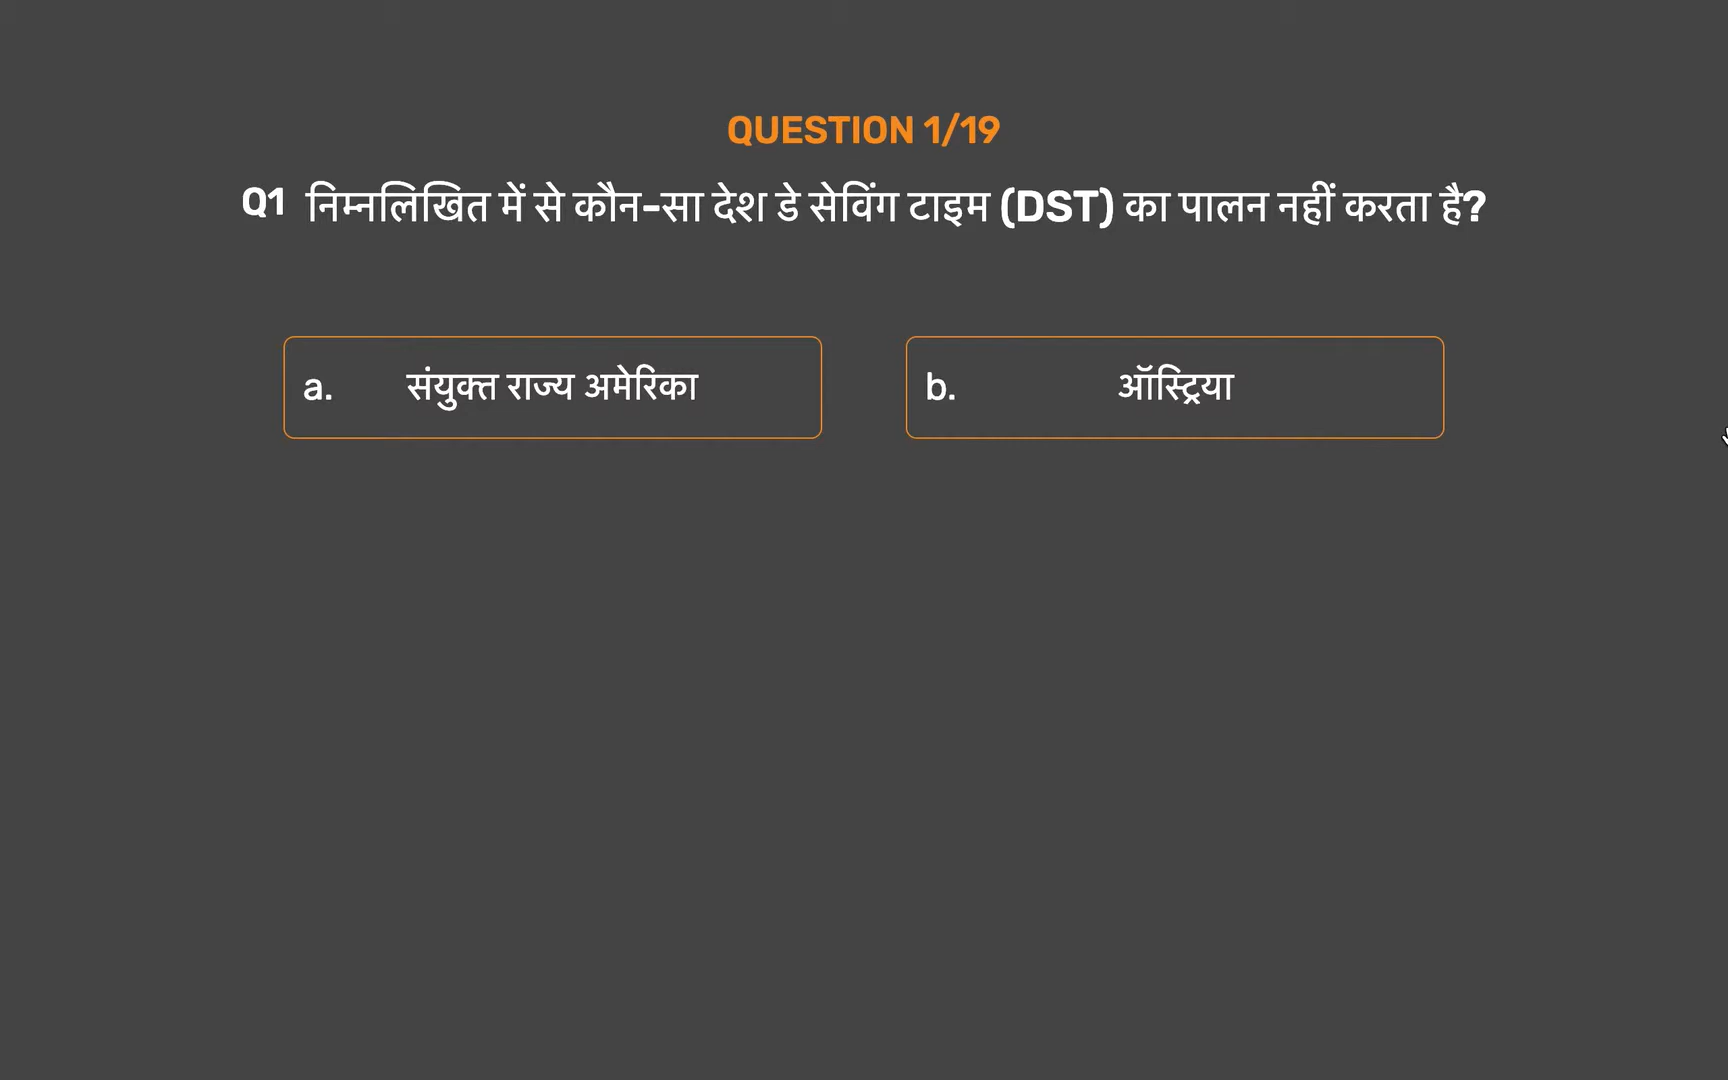 QUESTION 1/19
Q1 निम्नलिखित में से कौन-सा देश डे सेविंग टाइम (DST) का पालन नहीं करता है?
a. संयुक्त राज्य अमेरिका
b. ऑस्ट्रिया